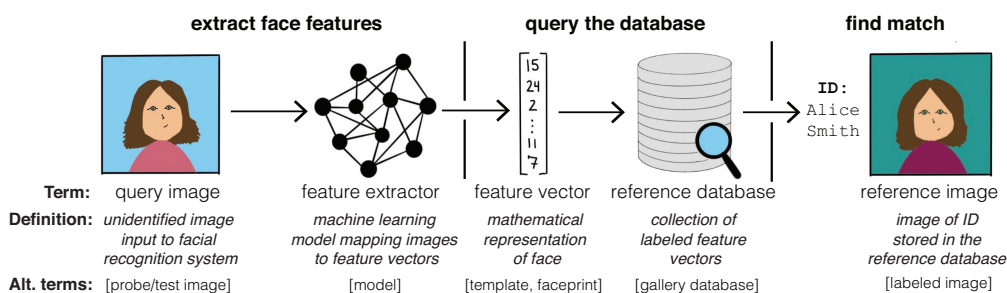 extract face features
query the database
find match
15
24
2
⋮
11
7
ID:
Alice
Smith
Term: query image feature extractor feature vector reference database reference image
Definition: unidentified image machine learning mathematical collection of image of ID
input to facial model mapping images representation labeled feature stored in the
recognition system to feature vectors of face vectors reference database
Alt. terms: [probe/test image] [model] [template, faceprint] [gallery database] [labeled image]